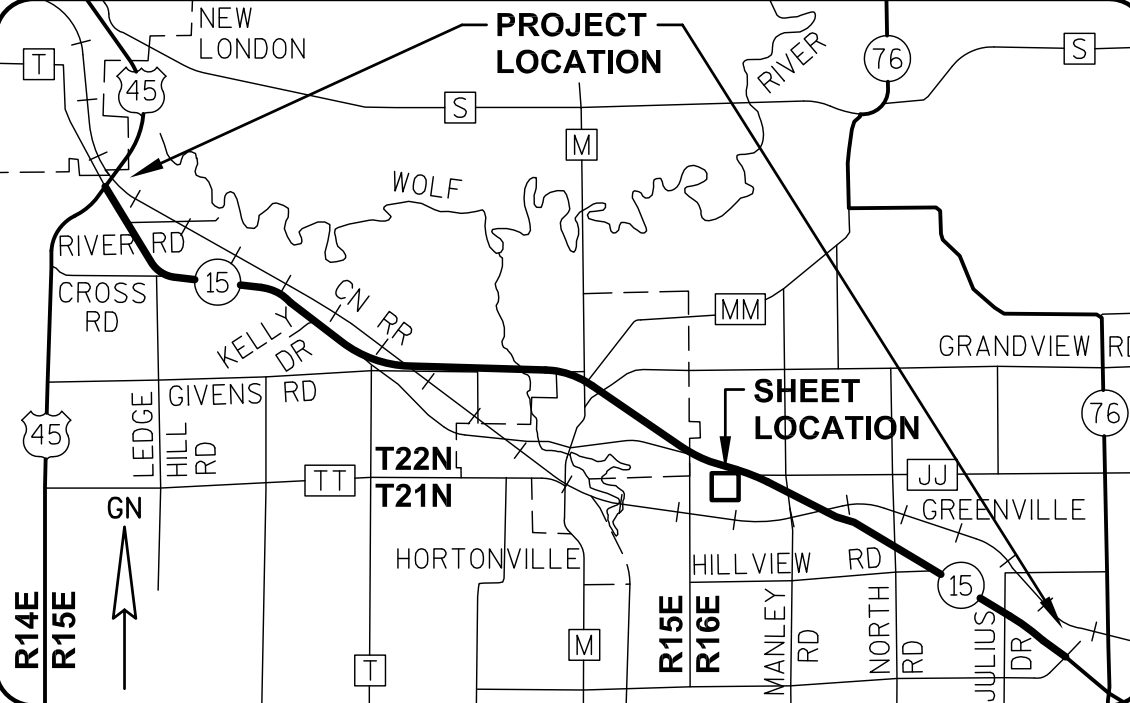 NEW
LONDON
PROJECT
LOCATION
T
45
S
76
S
RIVER
M
WOLF
RIVER RD
15
CROSS
RD
CN RR
KELLY
DR
MM
GRANDVIEW RD
GIVENS RD
LEDGE
HILL
RD
45
SHEET
LOCATION
76
T22N
T21N
TT
JJ
GN
GREENVILLE
HORTONVILLE
HILLVIEW RD
15
R14E
R15E
R15E
R16E
MANLEY
RD
NORTH
RD
JULIUS
DR
M
T